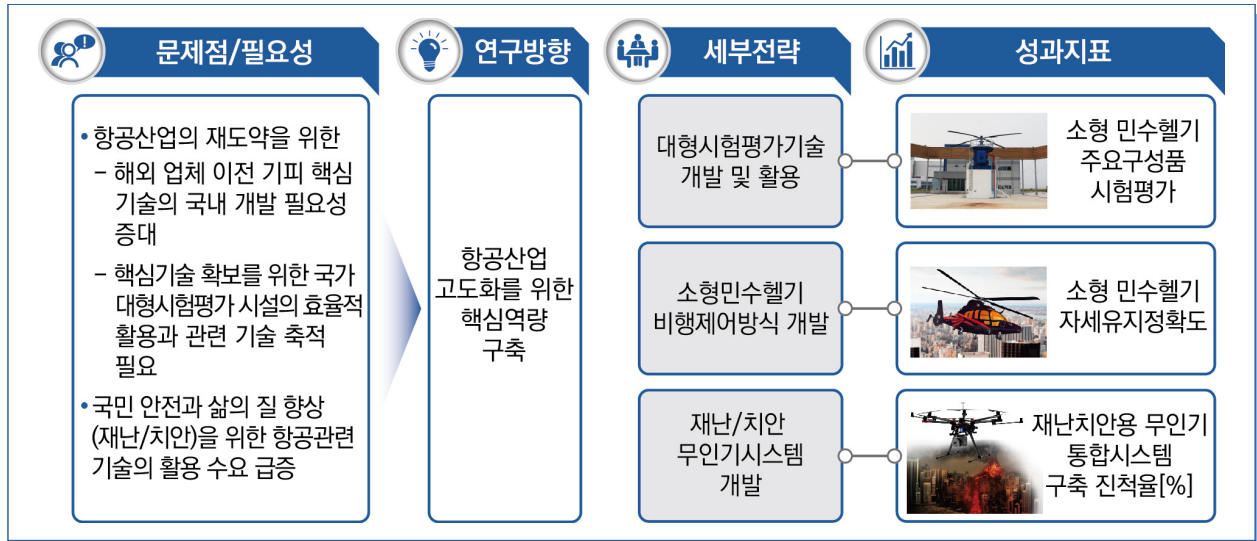 문제점/필요성
• 항공산업의 재도약을 위한
– 해외 업체 이전 기피 핵심
기술의 국내 개발 필요성
증대
– 핵심기술 확보를 위한 국가
대형시험평가 시설의 효율적
활용과 관련 기술 축적
필요
• 국민 안전과 삶의 질 향상
(재난/치안)을 위한 항공관련
기술의 활용 수요 급증
연구방향
항공산업
고도화를 위한
핵심역량
구축
세부전략
대형시험평가기술
개발 및 활용
소형민수헬기
비행제어방식 개발
재난/치안
무인기시스템
개발
성과지표
소형 민수헬기
주요구성품
시험평가
소형 민수헬기
자세유지정확도
재난치안용 무인기
통합시스템
구축 진척율[%]